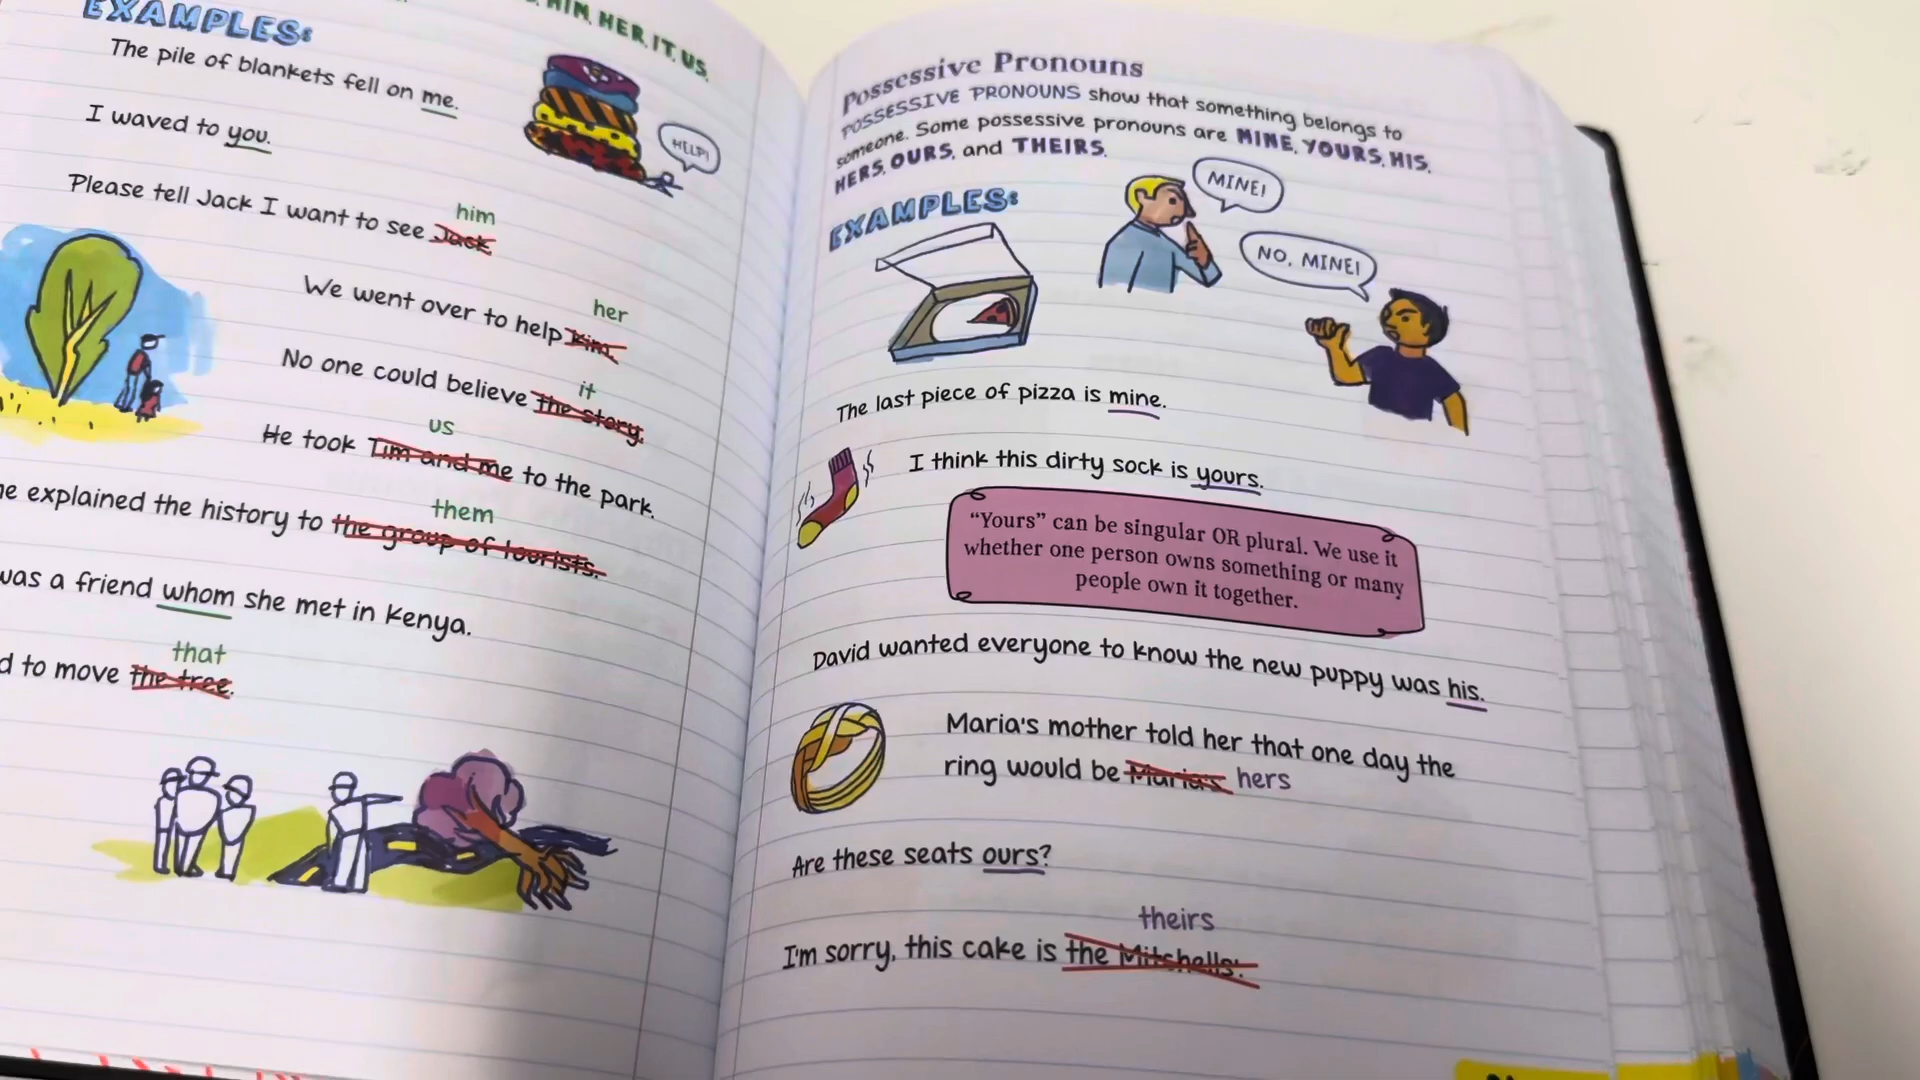 HIM, HER, IT, US,
EXAMPLES:
The pile of blankets fell on me.
HELP!
I waved to you.
him
Please tell Jack I want to see Jack
her
We went over to help Kim.
it
No one could believe the story.
us
He took Tim and me to the park.
them
explained the history to the group of tourists.
was a friend whom she met in Kenya.
that
to move the tree.
Possessive Pronouns
POSSESSIVE PRONOUNS show that something belongs to
someone. Some possessive pronouns are MINE, YOURS, HIS,
HERS, OURS, and THEIRS.
EXAMPLES:
MINE!
NO, MINE!
The last piece of pizza is mine.
I think this dirty sock is yours.
“Yours” can be singular OR plural. We use it
whether one person owns something or many
people own it together.
David wanted everyone to know the new puppy was his.
Maria's mother told her that one day the
ring would be Maria's hers
Are these seats ours?
theirs
I'm sorry, this cake is the Mitchells'.